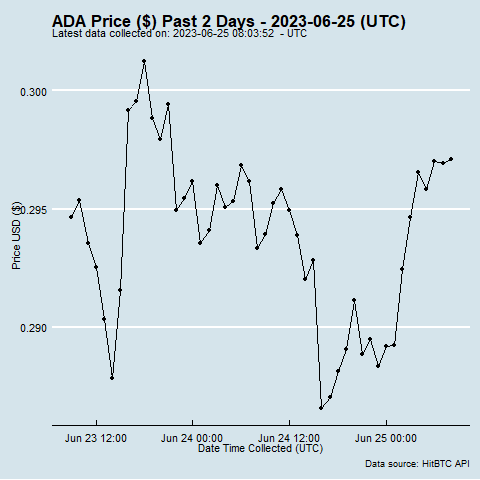 ADA Price ($) Past 2 Days - 2023-06-25 (UTC)
Latest data collected on: 2023-06-25 08:03:52 - UTC
0.300
0.295
0.290
Price USD ($)
Jun 23 12:00
Jun 24 00:00
Jun 24 12:00
Jun 25 00:00
Date Time Collected (UTC)
Data source: HitBTC API